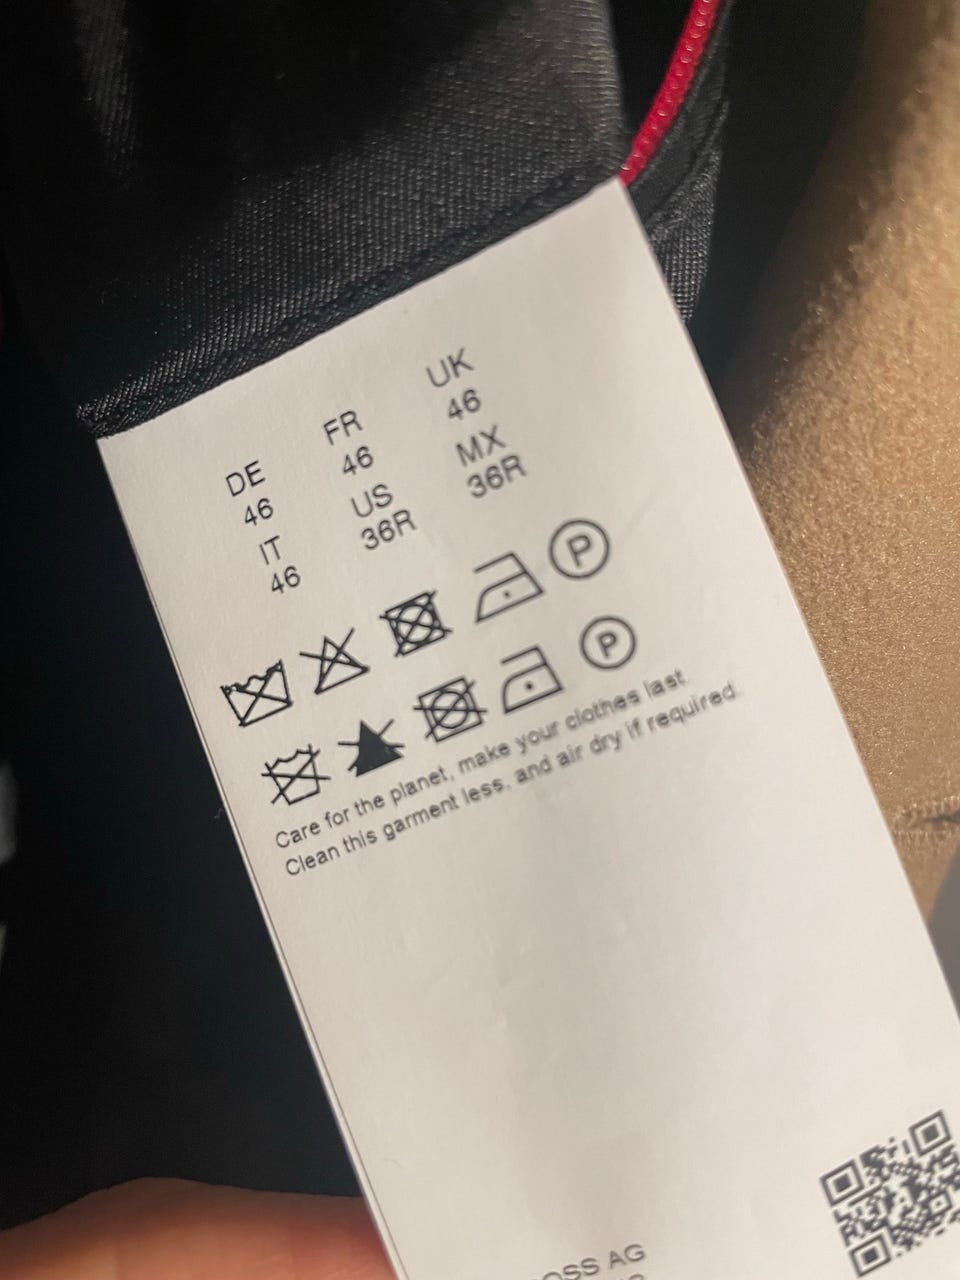 DE FR UK
46 46 46
IT US MX
46 36R 36R
P
P
Care for the planet, make your clothes last.
Clean this garment less, and air dry if required.
AG